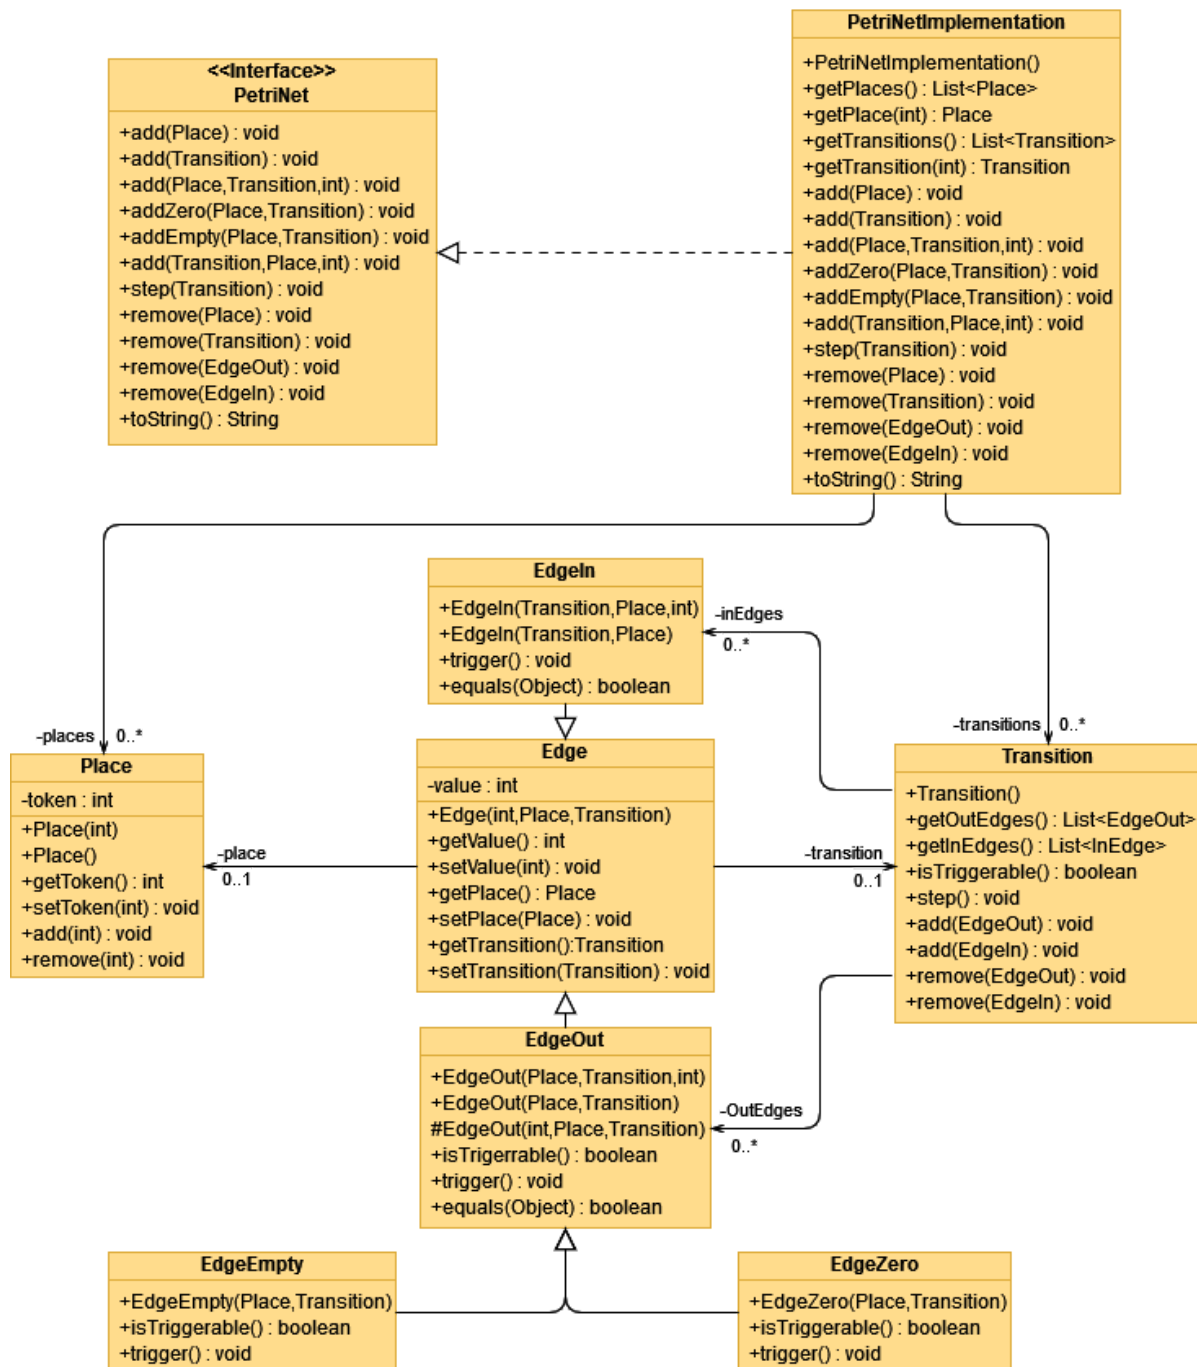 <<Interface>>
PetriNet
+add(Place) : void
+add(Transition) : void
+add(Place,Transition,int) : void
+addZero(Place,Transition) : void
+addEmpty(Place,Transition) : void
+add(Transition,Place,int) : void
+step(Transition) : void
+remove(Place) : void
+remove(Transition) : void
+remove(EdgeOut) : void
+remove(EdgeIn) : void
+toString() : String
PetriNetImplementation
+PetriNetImplementation()
+getPlaces() : List<Place>
+getPlace(int) : Place
+getTransitions() : List<Transition>
+getTransition(int) : Transition
+add(Place) : void
+add(Transition) : void
+add(Place,Transition,int) : void
+addZero(Place,Transition) : void
+addEmpty(Place,Transition) : void
+add(Transition,Place,int) : void
+step(Transition) : void
+remove(Place) : void
+remove(Transition) : void
+remove(EdgeOut) : void
+remove(EdgeIn) : void
+toString() : String
EdgeIn
+EdgeIn(Transition,Place,int)
+EdgeIn(Transition,Place)
+trigger() : void
+equals(Object) : boolean
-inEdges
0..*
-places 0..*
-transitions 0..*
Place
-token : int
+Place(int)
+Place()
+getToken() : int
+setToken(int) : void
+add(int) : void
+remove(int) : void
-place
0..1
Edge
-value : int
+Edge(int,Place,Transition)
+getValue() : int
+setValue(int) : void
+getPlace() : Place
+setPlace(Place) : void
+getTransition():Transition
+setTransition(Transition) : void
-transition
0..1
Transition
+Transition()
+getOutEdges() : List<EdgeOut>
+getInEdges() : List<InEdge>
+isTriggerable() : boolean
+step() : void
+add(EdgeOut) : void
+add(EdgeIn) : void
+remove(EdgeOut) : void
+remove(EdgeIn) : void
EdgeOut
+EdgeOut(Place,Transition,int)
+EdgeOut(Place,Transition)
#EdgeOut(int,Place,Transition)
+isTrigerrable() : boolean
+trigger() : void
+equals(Object) : boolean
-OutEdges
0..*
EdgeEmpty
+EdgeEmpty(Place,Transition)
+isTriggerable() : boolean
+trigger() : void
EdgeZero
+EdgeZero(Place,Transition)
+isTriggerable() : boolean
+trigger() : void